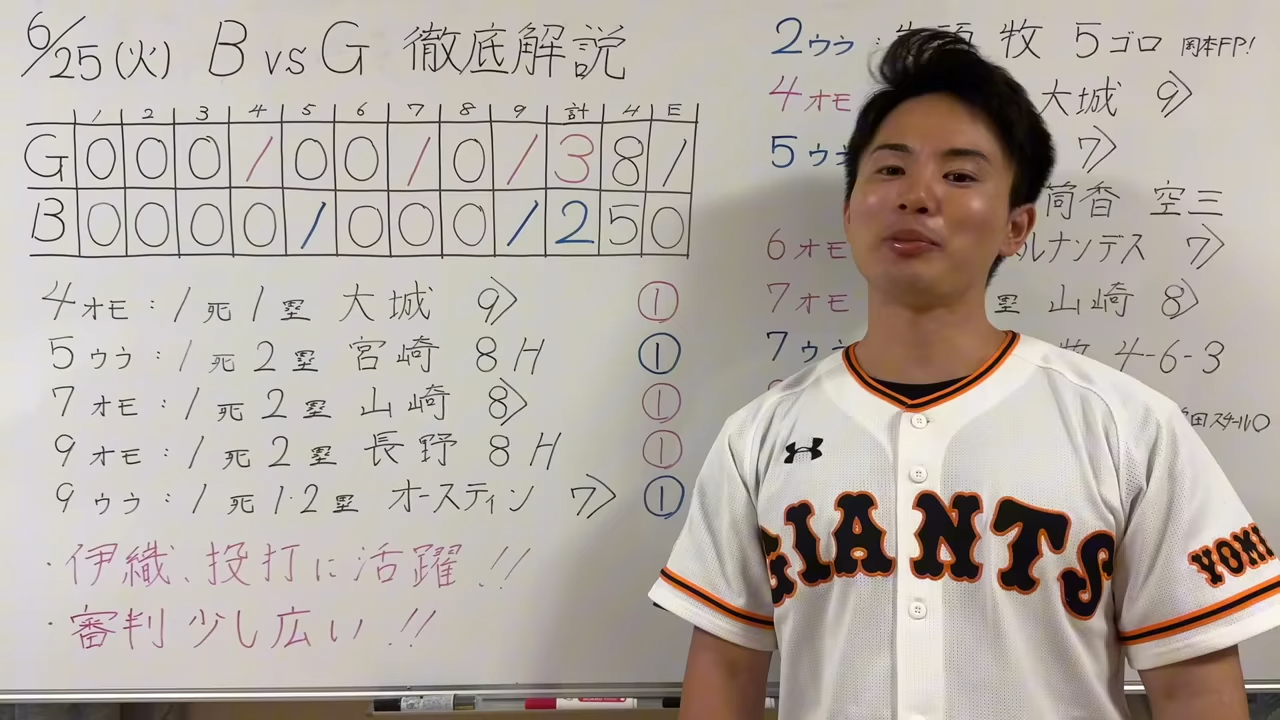 6/25(火) B vs G 徹底解説
1 2 3 4 5 6 7 8 9 計 H E
G 0 0 0 1 0 0 1 0 1 3 8 1
B 0 0 0 0 1 0 0 0 1 2 5 0
4オモ:1死1塁 大城 9> ①
5ウラ:1死2塁 宮崎 8H ①
7オモ:1死2塁 山崎 8> ①
9オモ:1死2塁 長野 8H ①
9ウラ:1死1・2塁 オースティン 7> ①
・伊織、投打に活躍!!
・審判少し広い!!
2ウラ: 牧 5ゴロ 岡本FP!
4オモ 大城 9>
5ウラ 7>
筒香 空三
6オモ ルナンデス 7>
7オモ 塁 山崎 8>
7ウラ 牧 4-6-3
田スチール〇
GIANTS
YOMI